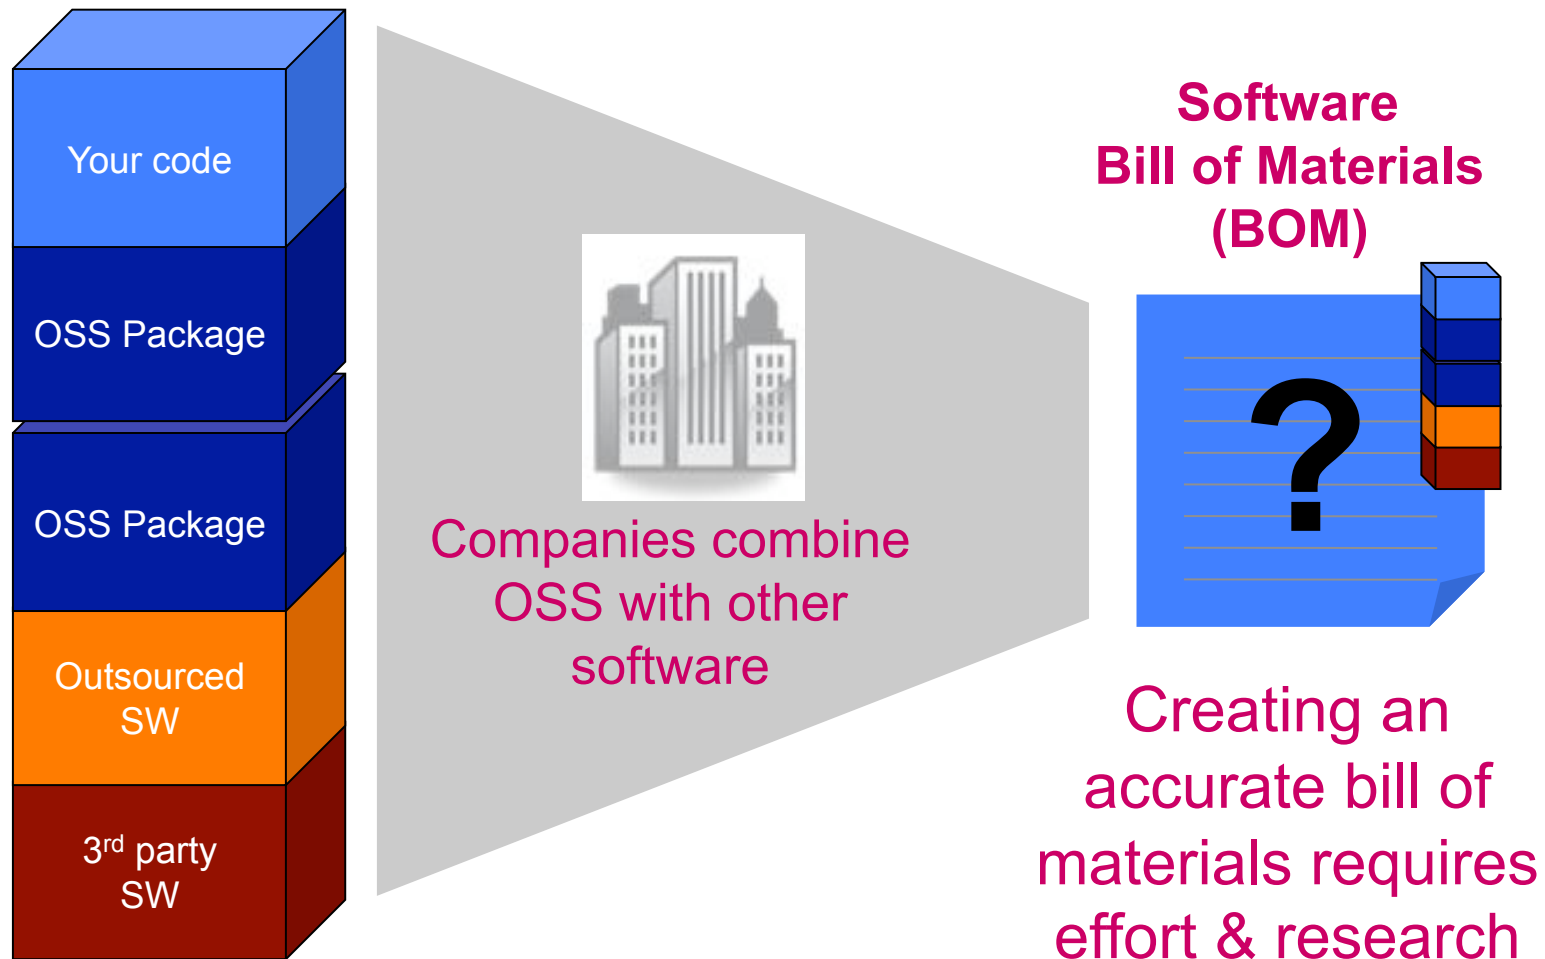 Your code
OSS Package
OSS Package
Outsourced
SW
3rd party
SW
Companies combine
OSS with other
software
Software
Bill of Materials
(BOM)
?
Creating an
accurate bill of
materials requires
effort & research